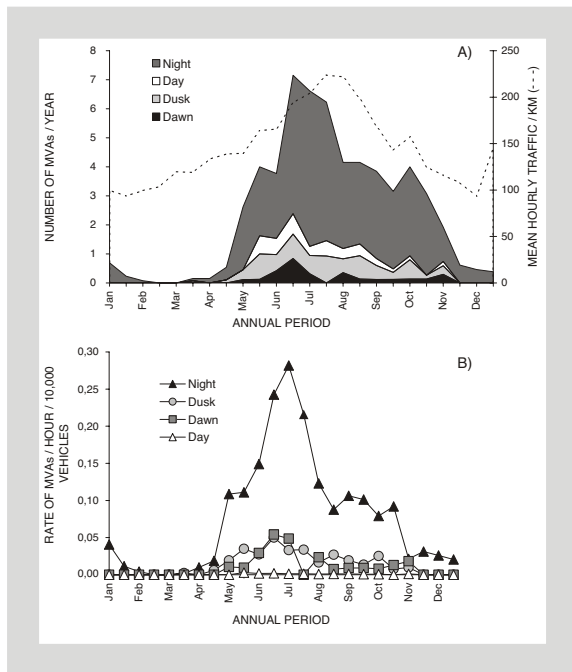 A)
8
7
6
5
4
3
2
1
0
NUMBER OF MVAs / YEAR
Night
Day
Dusk
Dawn
250
200
150
100
50
0
MEAN HOURLY TRAFFIC / KM (- - -)
Jan Feb Mar Apr May Jun Jul Aug Sep Oct Nov Dec
ANNUAL PERIOD
B)
0,30
0,25
0,20
0,15
0,10
0,05
0,00
RATE OF MVAs / HOUR / 10,000
VEHICLES
Night
Dusk
Dawn
Day
Jan Feb Mar Apr May Jun Jul Aug Sep Oct Nov Dec
ANNUAL PERIOD